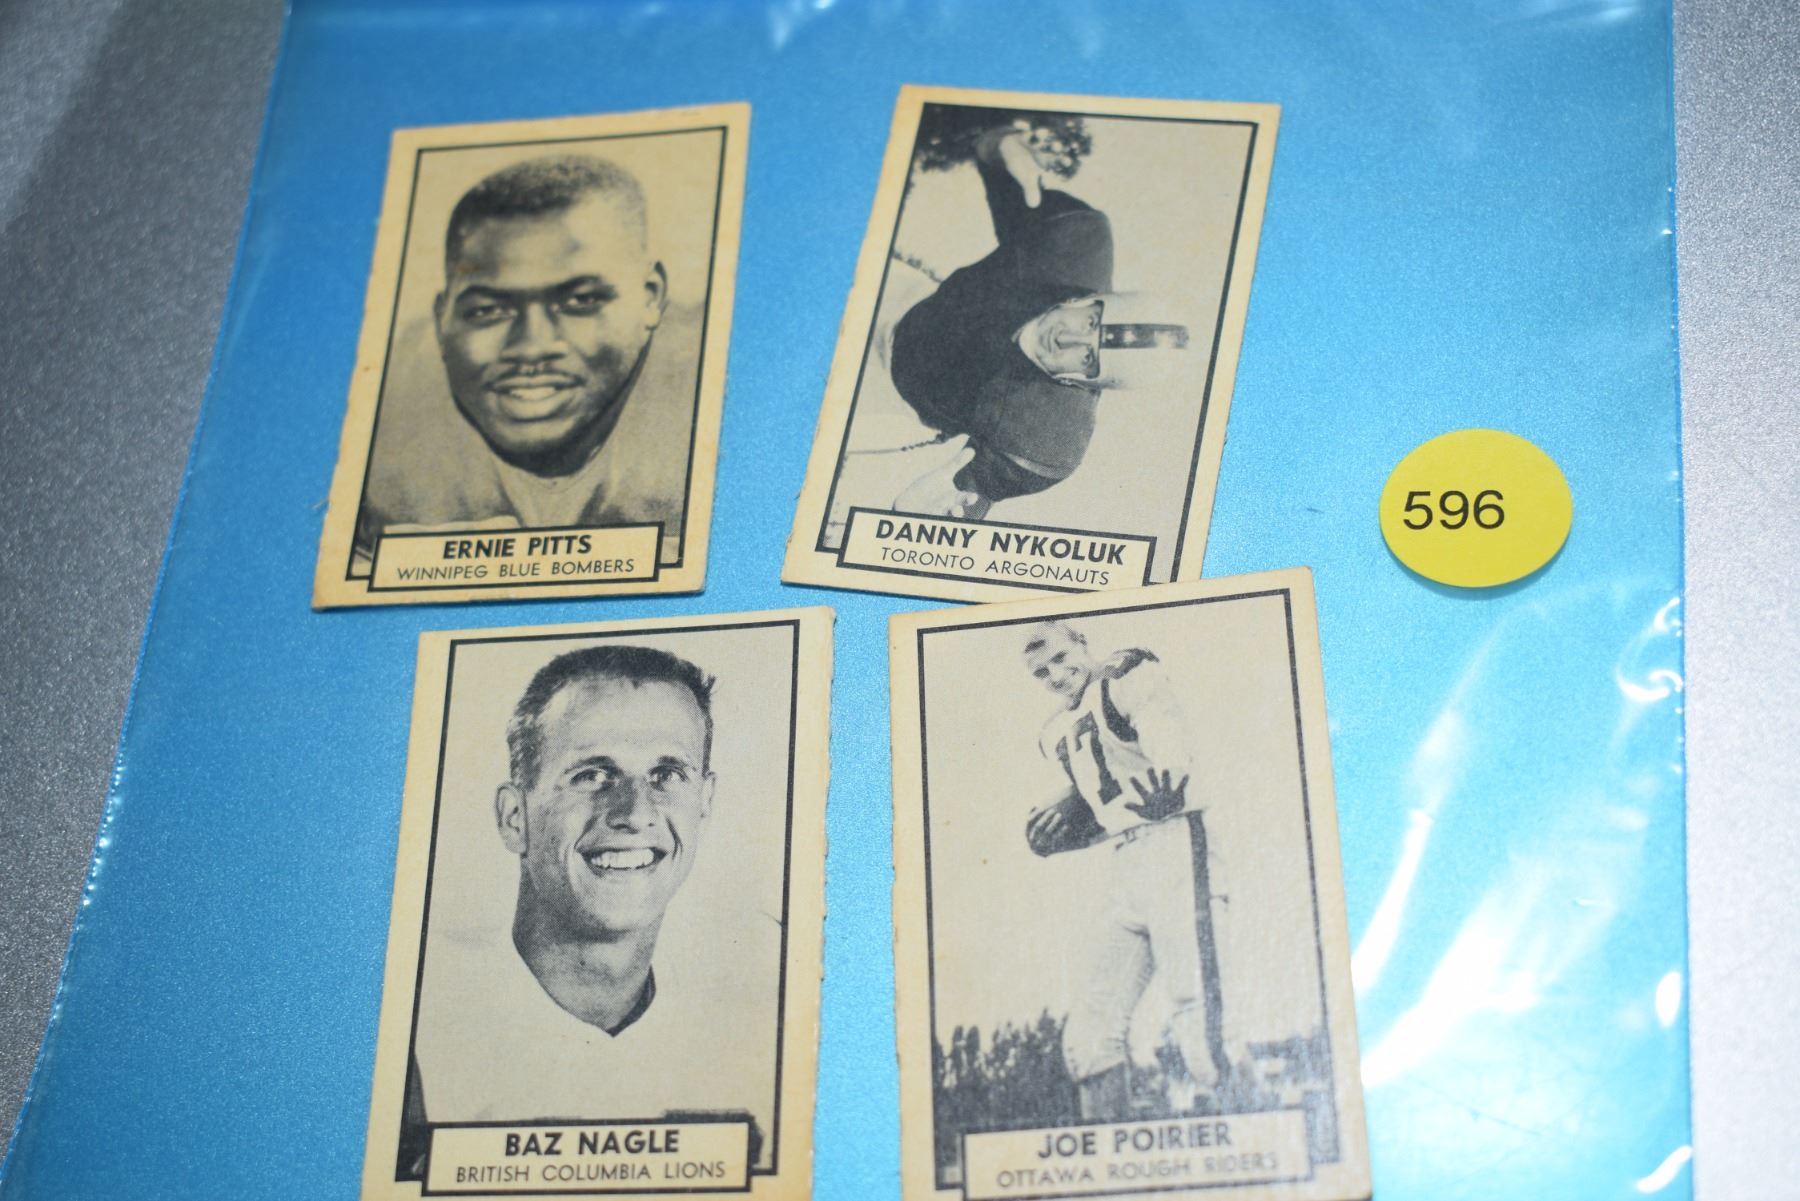 ERNIE PITTS
WINNIPEG BLUE BOMBERS
DANNY NYKOLUK
TORONTO ARGONAUTS
596
17
BAZ NAGLE
BRITISH COLUMBIA LIONS
JOE POIRIER
OTTAWA ROUGH RIDERS